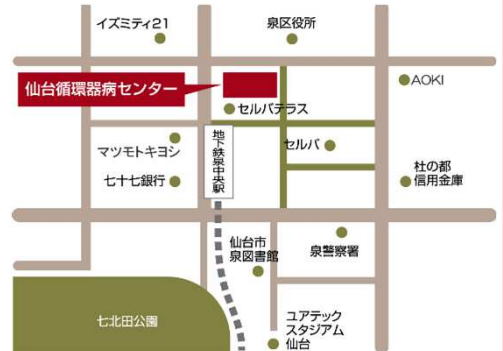 イズミティ21
泉区役所
仙台循環器病センター
AOKI
セルバテラス
地下鉄泉中央駅
マツモトキヨシ
セルバ
七十七銀行
杜の都
信用金庫
仙台市
泉図書館
泉警察署
七北田公園
ユアテック
スタジアム
仙台